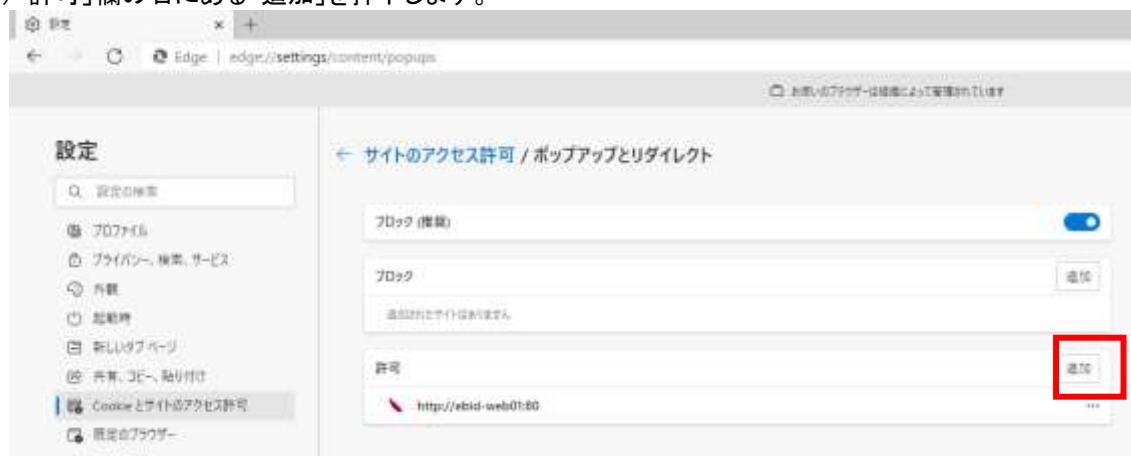 許可」欄の右にある「追加」を押下します。
設定
Edge | edge://settings/content/popups
お使いのブラウザーは組織によって管理されています
設定
設定の検索
プロファイル
プライバシー、検索、サービス
外観
起動時
新しいタブ ページ
共有、コピー、貼り付け
Cookie とサイトのアクセス許可
既定のブラウザー
← サイトのアクセス許可 / ポップアップとリダイレクト
ブロック (推奨)
ブロック
追加
追加されたサイトはありません
許可
追加
http://ebid-web01:80